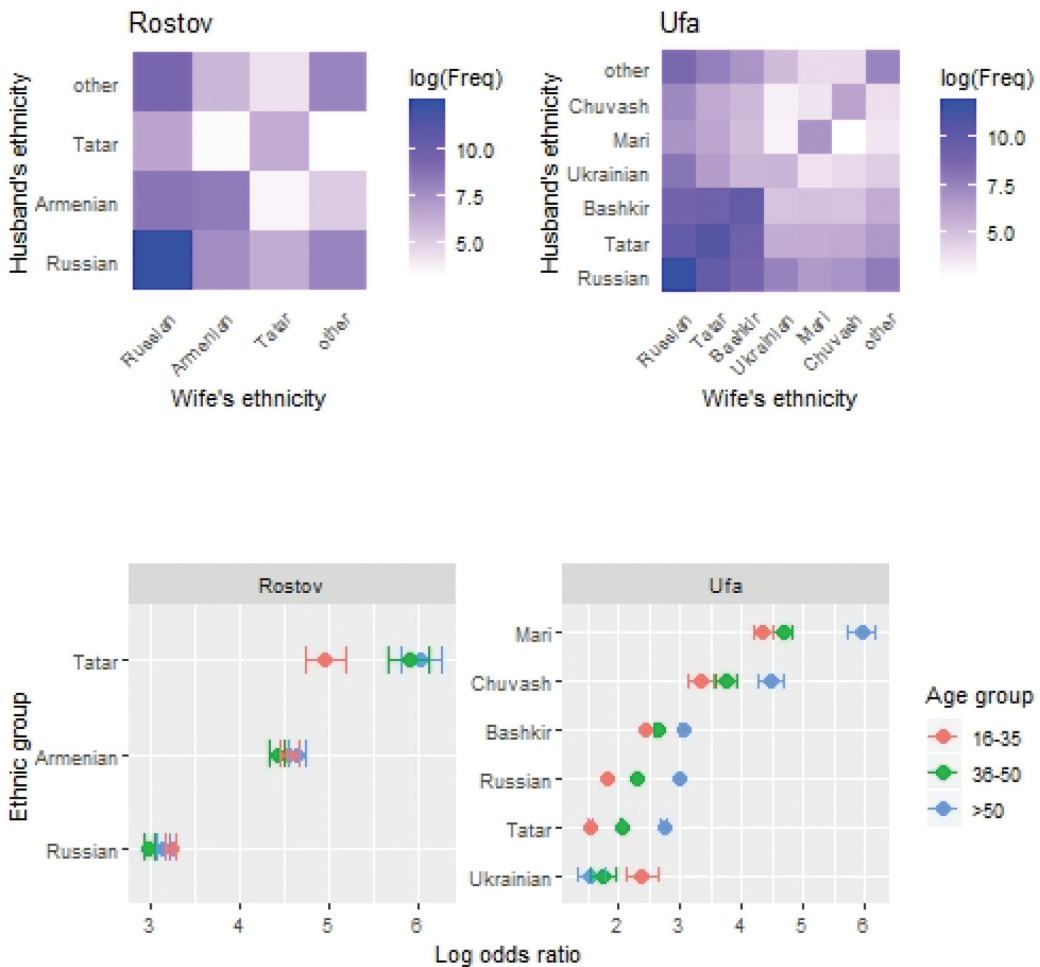 Rostov
other
Tatar
Armenian
Russian
Husband's ethnicity
Russian
Armenian
Tatar
other
Wife's ethnicity
log(Freq)
10.0
7.5
5.0
Ufa
other
Chuvash
Mari
Ukrainian
Bashkir
Tatar
Russian
Husband's ethnicity
Russian
Tatar
Bashkir
Ukrainian
Mari
Chuvash
other
Wife's ethnicity
log(Freq)
10.0
7.5
5.0
Rostov
Tatar
Armenian
Russian
Ethnic group
3
5
6
Ufa
Mari
Chuvash
Bashkir
Russian
Tatar
Ukrainian
2
3
4
5
6
Log odds ratio
Age group
16-35
36-50
>50